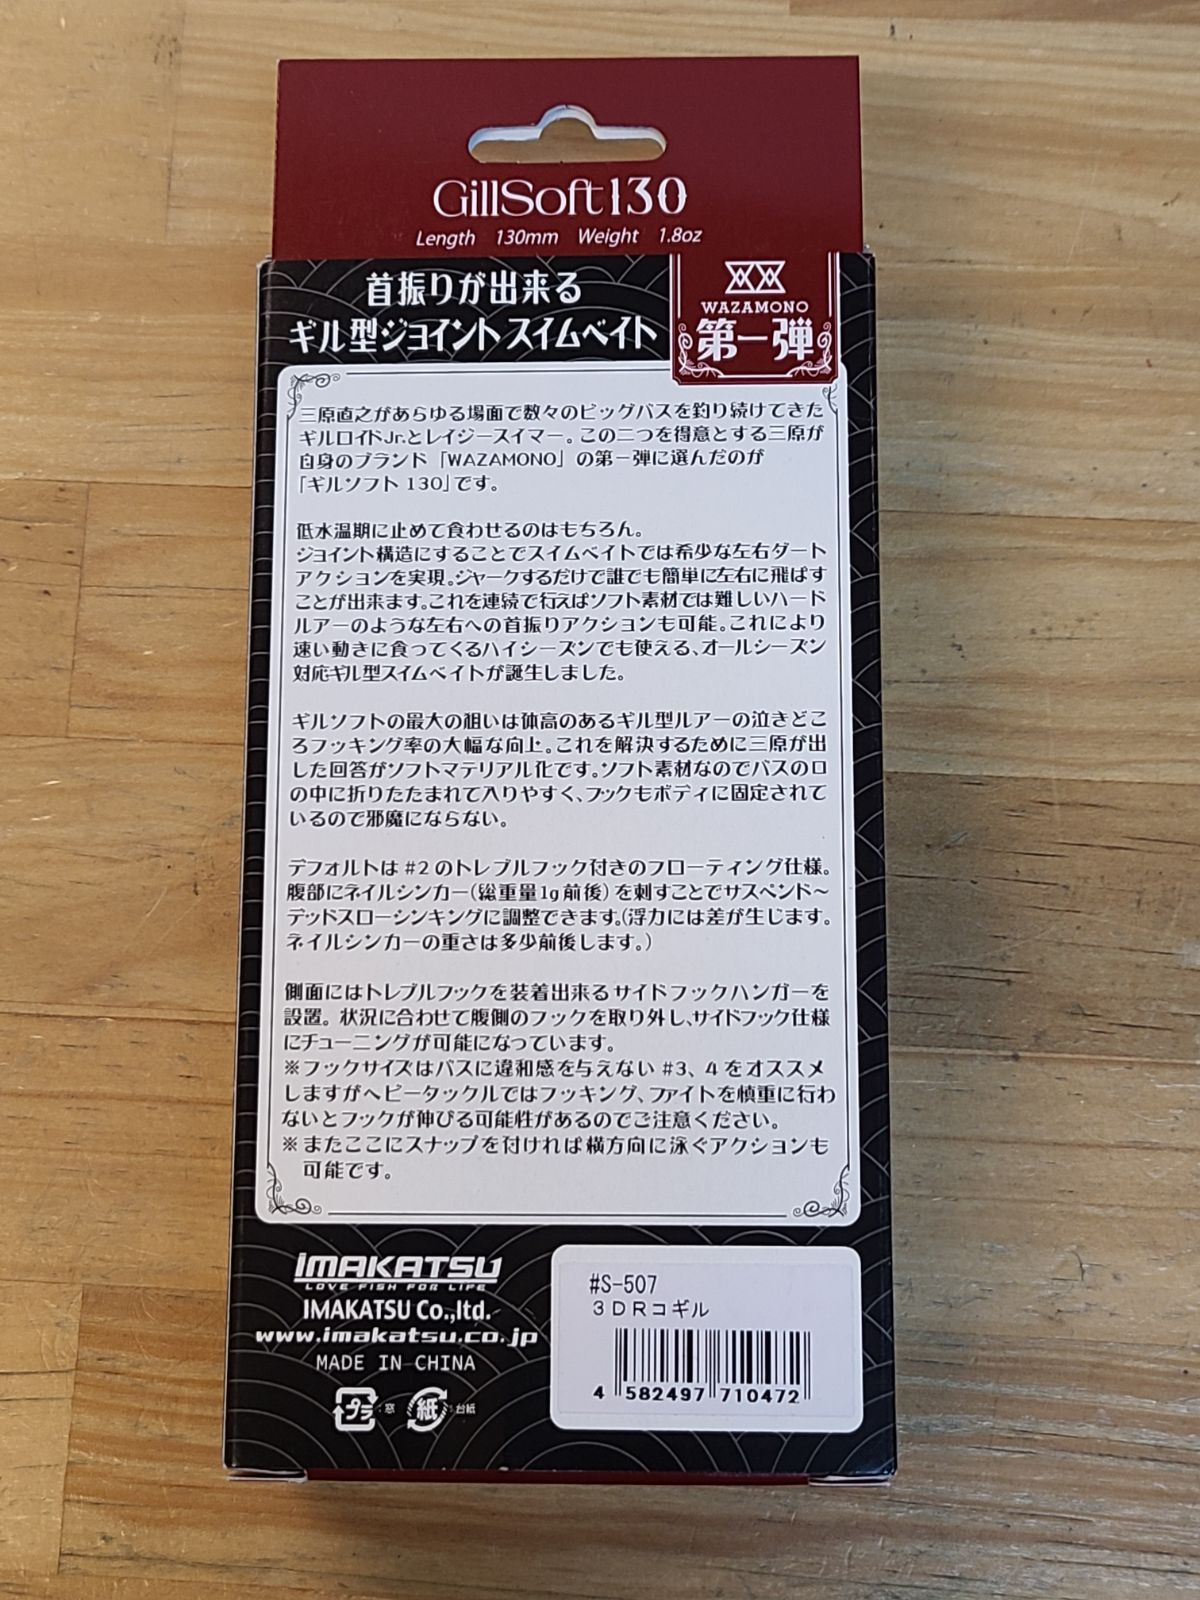 GillSoft130
Length 130mm Weight 1.8oz
首振りが出来る
ギル型ジョイントスイムベイト
WAZAMONO
第一弾
三原直之があらゆる場面で数々のビッグバスを釣り続けてきた
ギルロイドJr.とレイジースイマー。この二つを得意とする三原が
自身のブランド「WAZAMONO」の第一弾に選んだのが
「ギルソフト 130」です。
低水温期に止めて食わせるのはもちろん。
ジョイント構造にすることでスイムベイトでは希少な左右ダート
アクションを実現。ジャークするだけで誰でも簡単に左右に飛ばす
ことが出来ます。これを連続で行えばソフト素材では難しいハード
ルアーのような左右への首振りアクションも可能。これにより
速い動きに食ってくるハイシーズンでも使える、オールシーズン
対応ギル型スイムベイトが誕生しました。
ギルソフトの最大の狙いは体高のあるギル型ルアーの泣きどこ
ろフッキング率の大幅な向上。これを解決するために三原が出
した回答がソフトマテリアル化です。ソフト素材なのでバスの口
の中に折りたたまれて入りやすく、フックもボディに固定されて
いるので邪魔にならない。
デフォルトは #2 のトレブルフック付きのフローティング仕様。
腹部にネイルシンカー(総重量1g前後)を刺すことでサスペンド～
デッドスローシンキングに調整できます。(浮力には差が生じます。
ネイルシンカーの重さは多少前後します。)
側面にはトレブルフックを装着出来るサイドフックハンガーを
設置。状況に合わせて腹側のフックを取り外し、サイドフック仕様
にチューニングが可能になっています。
※フックサイズはバスに違和感を与えない #3、4 をオススメ
しますがヘビータックルではフッキング、ファイトを慎重に行わ
ないとフックが伸びる可能性があるのでご注意ください。
※ またここにスナップを付ければ横方向に泳ぐアクションも
可能です。
IMAKATSU
LOVE FISH FOR LIFE
IMAKATSU Co.,ltd.
www.imakatsu.co.jp
MADE IN CHINA
プラ：窓 紙：台紙
#S-507
３ＤＲコギル
4 582497 710472